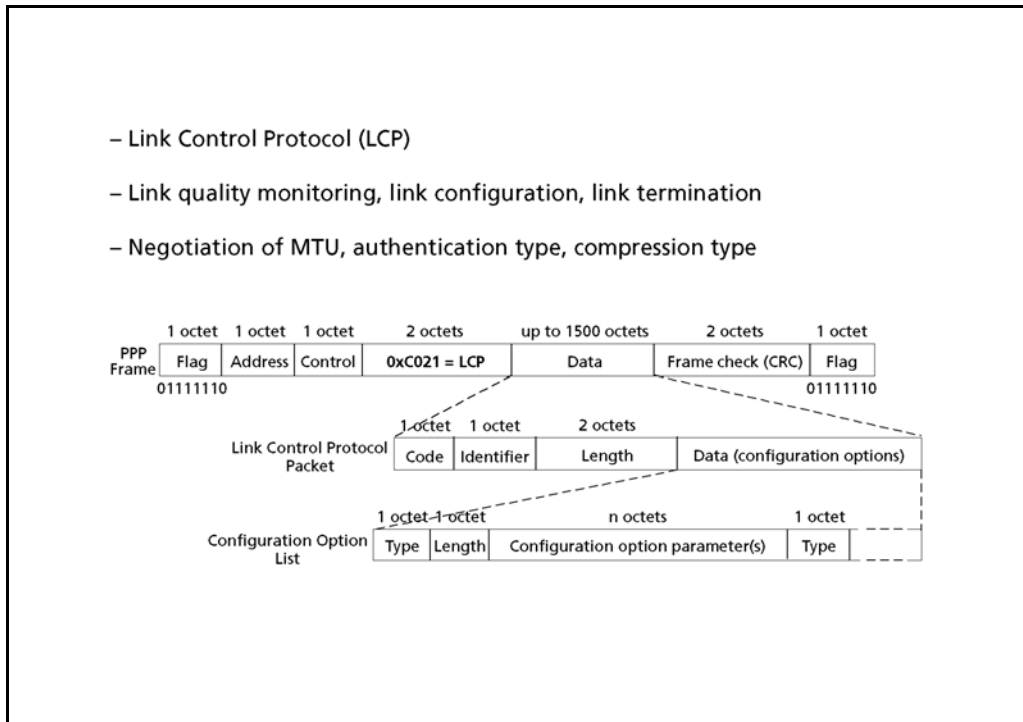 – Link Control Protocol (LCP)
– Link quality monitoring, link configuration, link termination
– Negotiation of MTU, authentication type, compression type
1 octet 1 octet 1 octet 2 octets up to 1500 octets 2 octets 1 octet
PPP Frame Flag Address Control 0xC021 = LCP Data Frame check (CRC) Flag
01111110 01111110
1 octet 1 octet 2 octets
Link Control Protocol Packet Code Identifier Length Data (configuration options)
1 octet 1 octet n octets 1 octet
Configuration Option List Type Length Configuration option parameter(s) Type